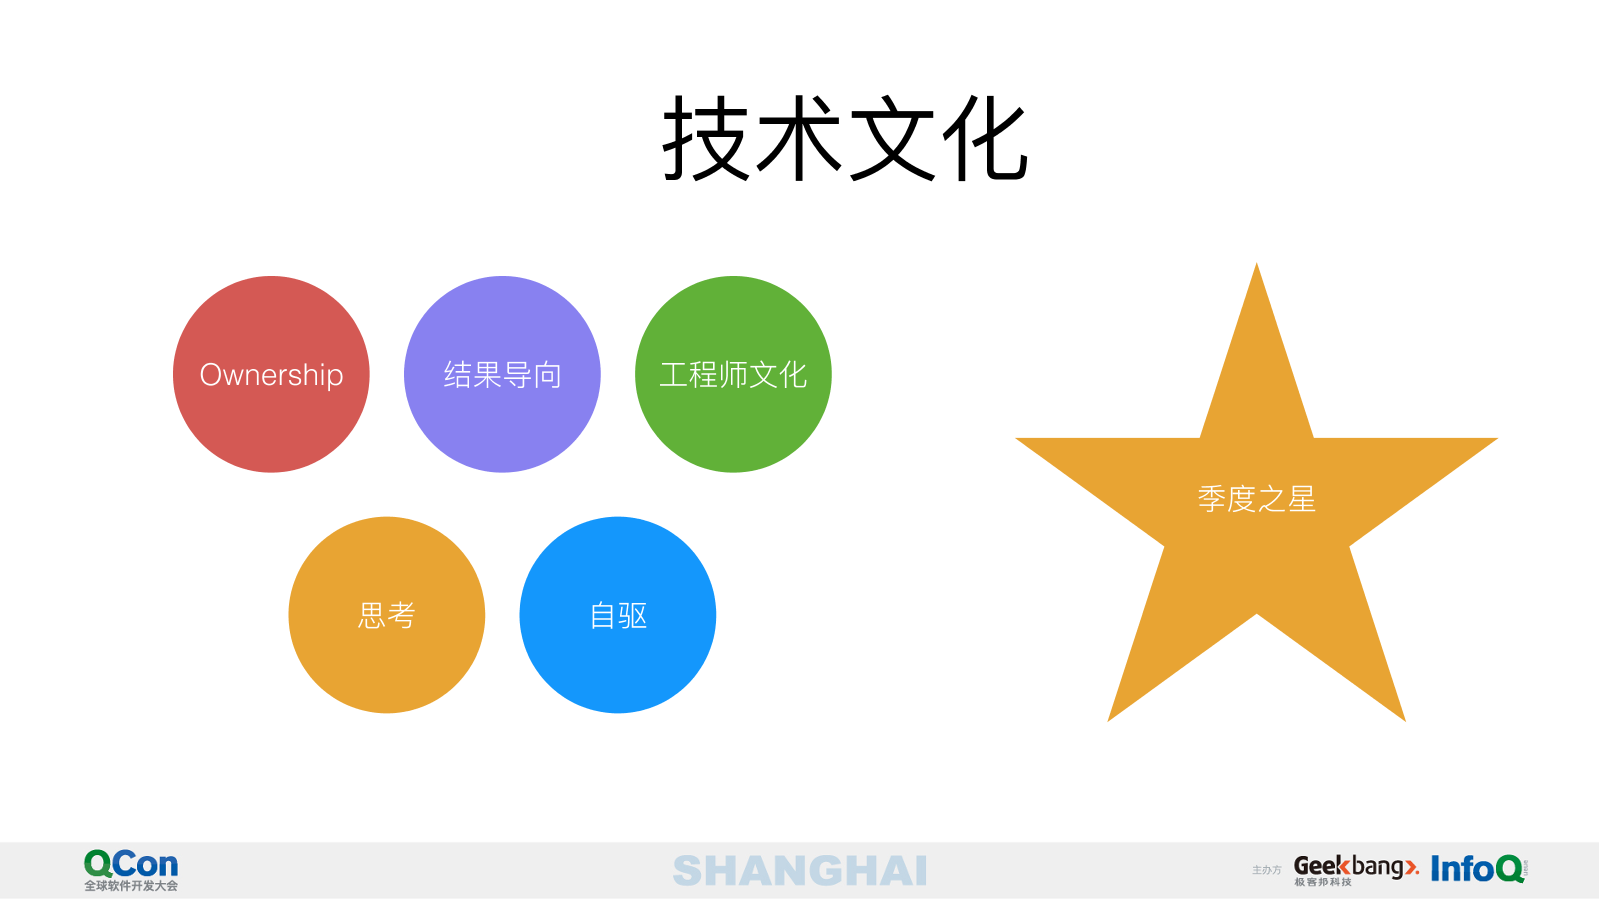 技术文化
Ownership
结果导向
工程师文化
季度之星
思考
自驱
QCon
全球软件开发大会
SHANGHAI
主办方
Geekbang
极客邦科技
InfoQ